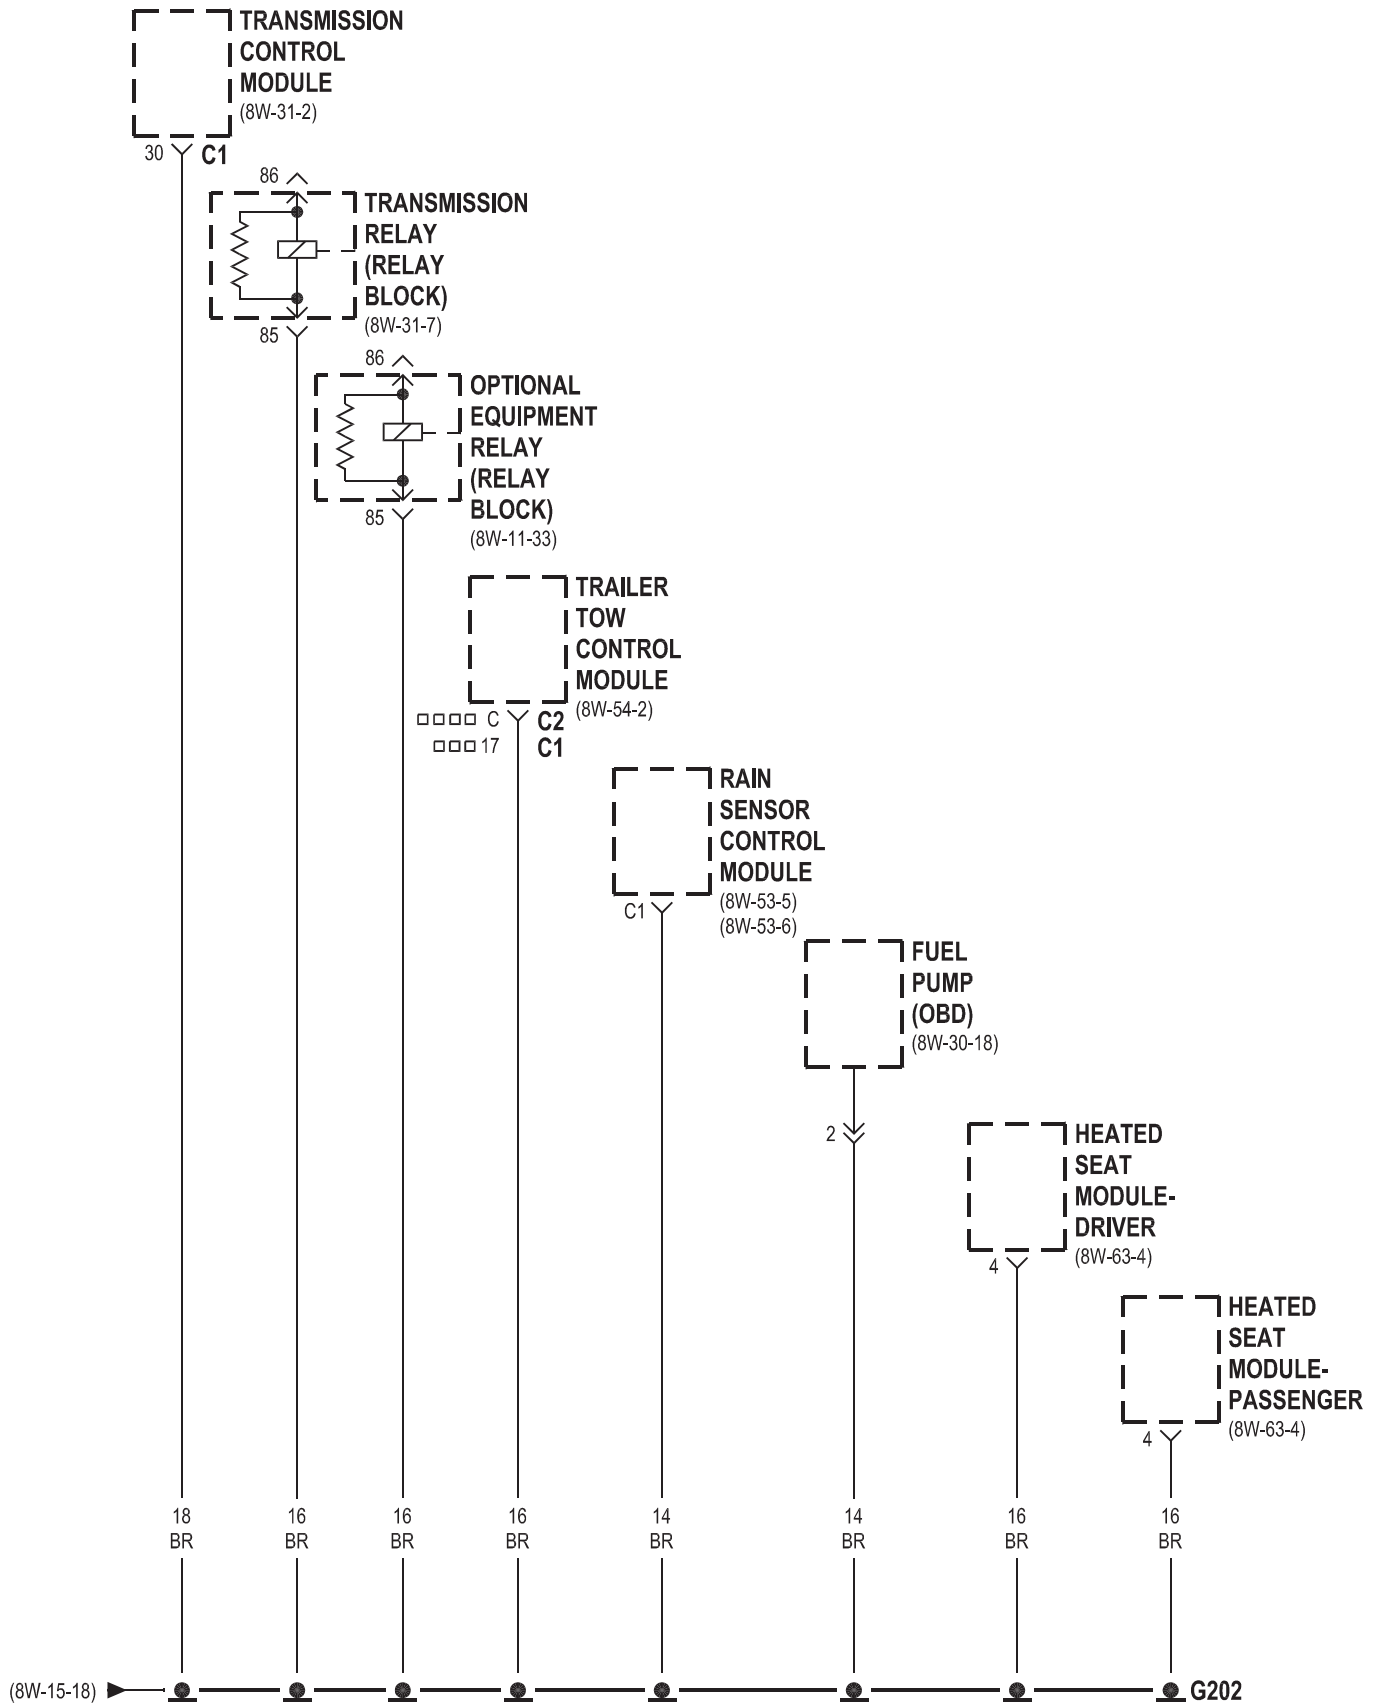 TRANSMISSION
CONTROL
MODULE
(8W-31-2)
30
C1
86
TRANSMISSION
RELAY
(RELAY
BLOCK)
(8W-31-7)
85
86
OPTIONAL
EQUIPMENT
RELAY
(RELAY
BLOCK)
(8W-11-33)
85
TRAILER
TOW
CONTROL
MODULE
(8W-54-2)
□□□□ C C2
□□□ 17 C1
RAIN
SENSOR
CONTROL
MODULE
(8W-53-5)
(8W-53-6)
C1
FUEL
PUMP
(OBD)
(8W-30-18)
2
HEATED
SEAT
MODULE-
DRIVER
(8W-63-4)
4
HEATED
SEAT
MODULE-
PASSENGER
(8W-63-4)
4
18 16 16 16 14 14 16 16
BR BR BR BR BR BR BR BR
(8W-15-18) G202